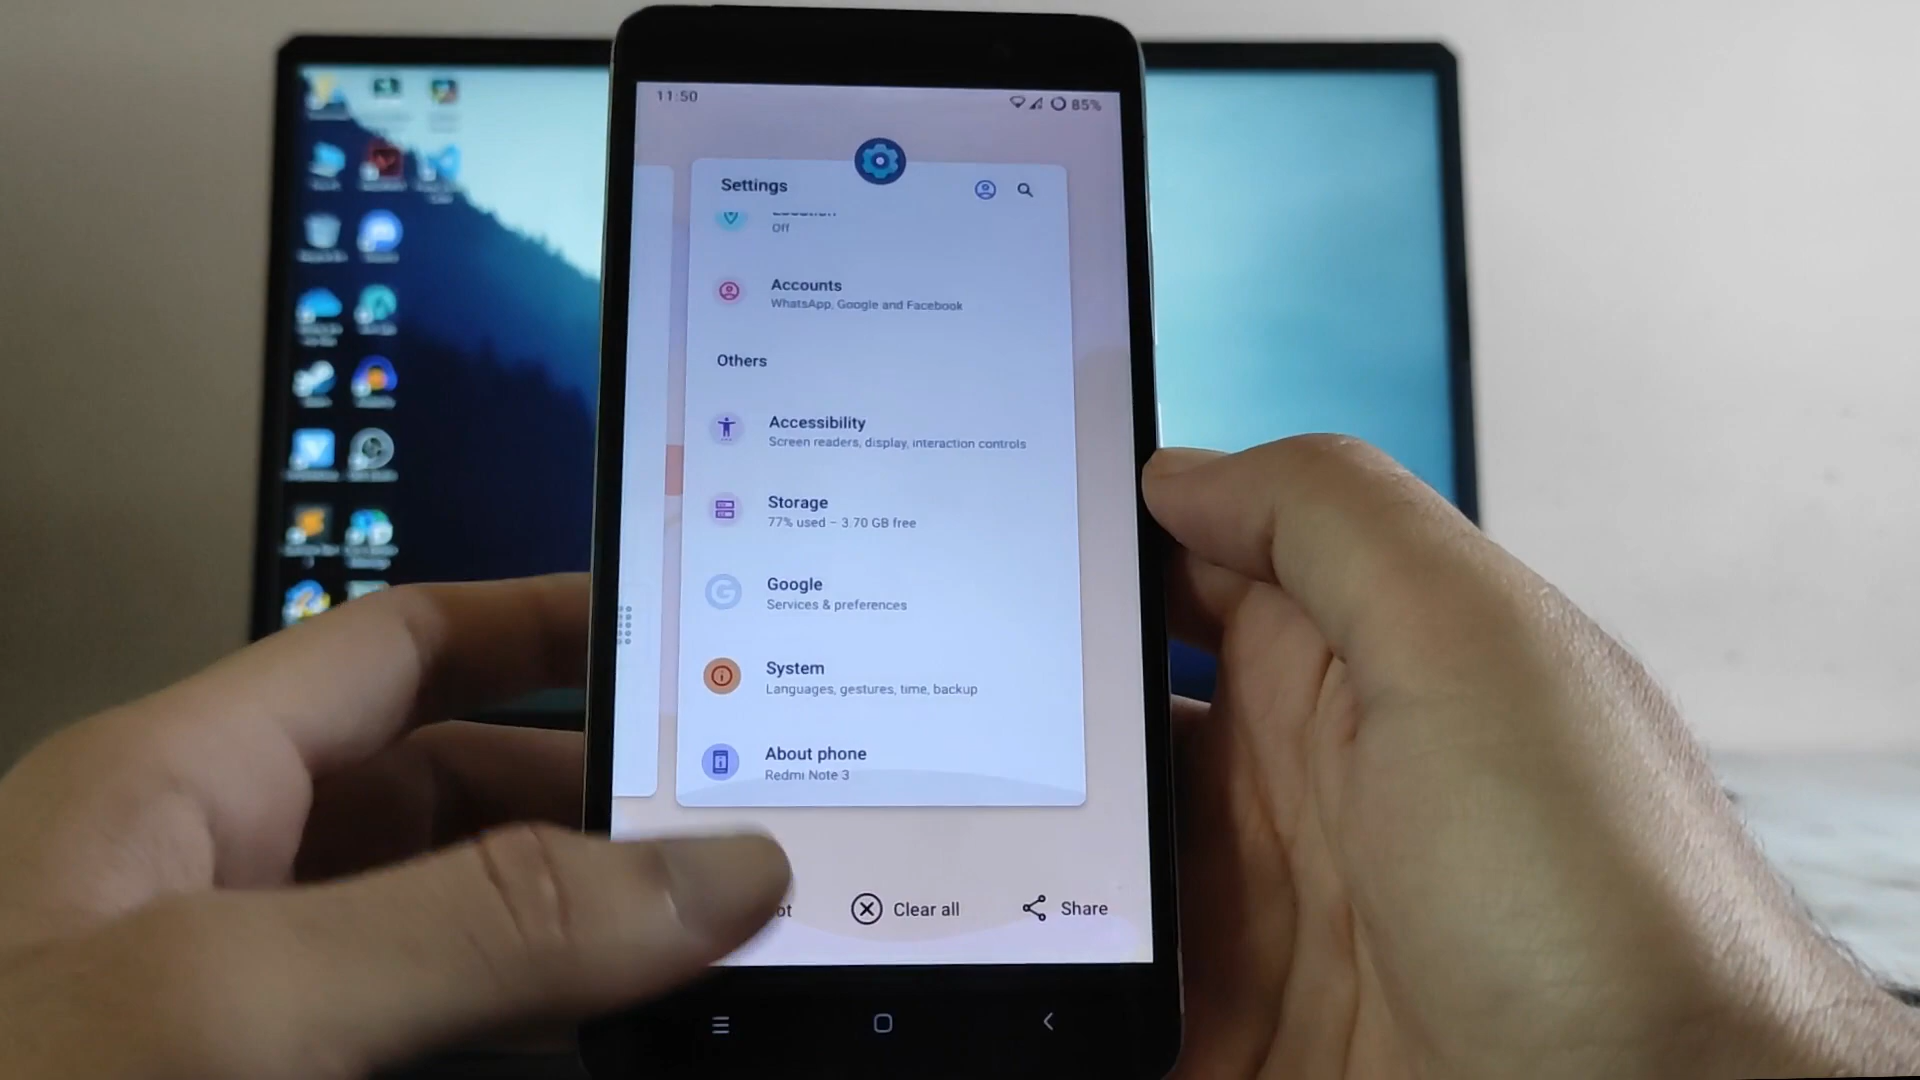 11:50
85%
Settings
Off
Accounts
WhatsApp, Google and Facebook
Others
Accessibility
Screen readers, display, interaction controls
Storage
77% used – 3.70 GB free
Google
Services & preferences
System
Languages, gestures, time, backup
About phone
Redmi Note 3
Clear all
Share